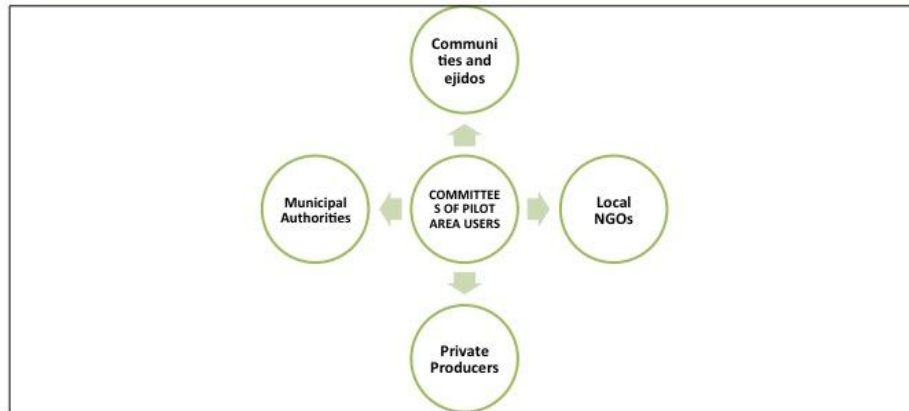 Communi
ties and
ejidos
Municipal
Authorities
COMMITTEE
S OF PILOT
AREA USERS
Local
NGOs
Private
Producers